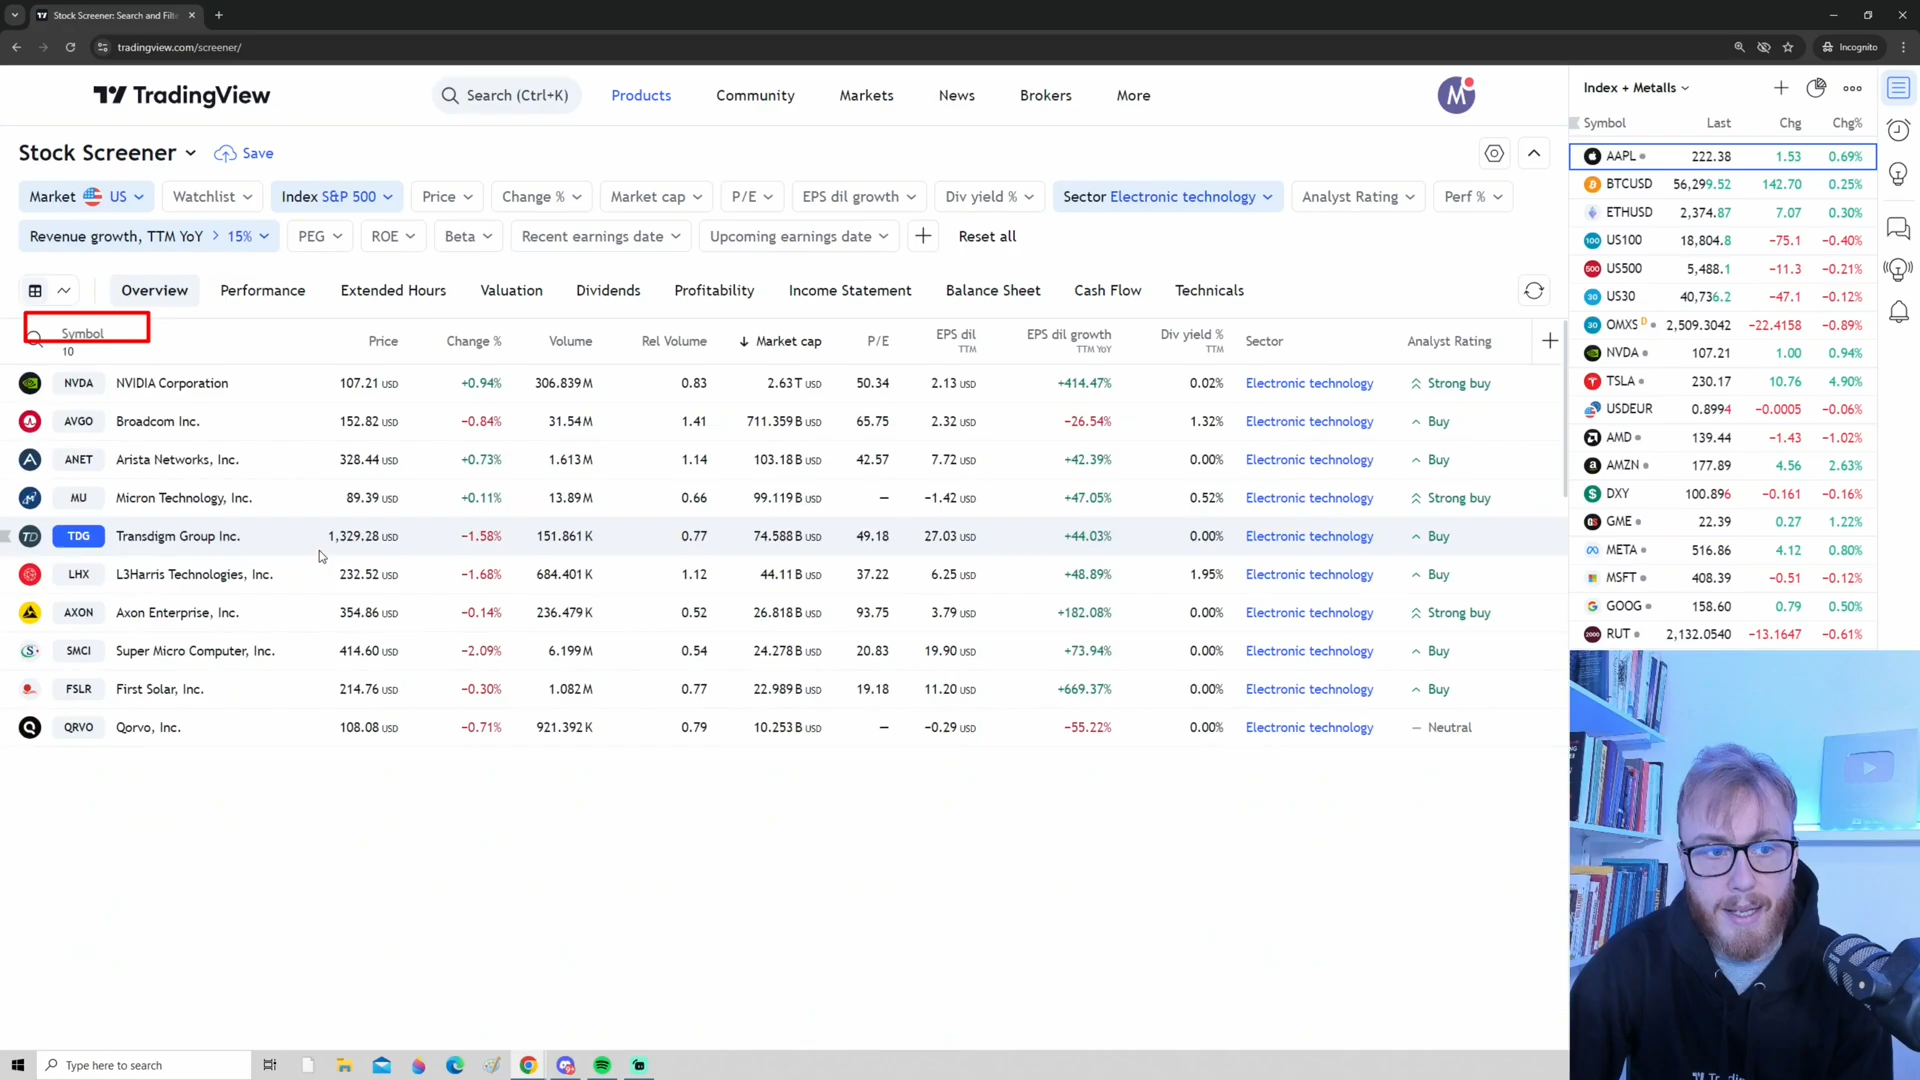 Stock Screener: Search and Filte
tradingview.com/screener/
Incognito
TradingView
Search (Ctrl+K)
Products
Community
Markets
News
Brokers
More
M
Stock Screener
Save
Market US
Watchlist
Index S&P 500
Price
Change %
Market cap
P/E
EPS dil growth
Div yield %
Sector Electronic technology
Analyst Rating
Perf %
Revenue growth, TTM YoY > 15%
PEG
ROE
Beta
Recent earnings date
Upcoming earnings date
Reset all
Overview
Performance
Extended Hours
Valuation
Dividends
Profitability
Income Statement
Balance Sheet
Cash Flow
Technicals
Symbol 10 Price Change % Volume Rel Volume Market cap P/E EPS dil TTM EPS dil growth TTM YoY Div yield % TTM Sector Analyst Rating
NVDA NVIDIA Corporation 107.21 USD +0.94% 306.839 M 0.83 2.63 T USD 50.34 2.13 USD +414.47% 0.02% Electronic technology Strong buy
AVGO Broadcom Inc. 152.82 USD −0.84% 31.54 M 1.41 711.359 B USD 65.75 2.32 USD −26.54% 1.32% Electronic technology Buy
ANET Arista Networks, Inc. 328.44 USD +0.73% 1.613 M 1.14 103.18 B USD 42.57 7.72 USD +42.39% 0.00% Electronic technology Buy
MU Micron Technology, Inc. 89.39 USD +0.11% 13.89 M 0.66 99.119 B USD — −1.42 USD +47.05% 0.52% Electronic technology Strong buy
TDG Transdigm Group Inc. 1,329.28 USD −1.58% 151.861 K 0.77 74.588 B USD 49.18 27.03 USD +44.03% 0.00% Electronic technology Buy
LHX L3Harris Technologies, Inc. 232.52 USD −1.68% 684.401 K 1.12 44.11 B USD 37.22 6.25 USD +48.89% 1.95% Electronic technology Buy
AXON Axon Enterprise, Inc. 354.86 USD −0.14% 236.479 K 0.52 26.818 B USD 93.75 3.79 USD +182.08% 0.00% Electronic technology Strong buy
SMCI Super Micro Computer, Inc. 414.60 USD −2.09% 6.199 M 0.54 24.278 B USD 20.83 19.90 USD +73.94% 0.00% Electronic technology Buy
FSLR First Solar, Inc. 214.76 USD −0.30% 1.082 M 0.77 22.989 B USD 19.18 11.20 USD +669.37% 0.00% Electronic technology Buy
QRVO Qorvo, Inc. 108.08 USD −0.71% 921.392 K 0.79 10.253 B USD — −0.29 USD −55.22% 0.00% Electronic technology Neutral
Index + Metalls
Symbol Last Chg Chg%
AAPL 222.38 1.53 0.69%
BTCUSD 56,299.52 142.70 0.25%
ETHUSD 2,374.87 7.07 0.30%
US100 18,804.8 −75.1 −0.40%
US500 5,488.1 −11.3 −0.21%
US30 40,736.2 −47.1 −0.12%
OMXS D 2,509.3042 −22.4158 −0.89%
NVDA 107.21 1.00 0.94%
TSLA 230.17 10.76 4.90%
USDEUR 0.8994 −0.0005 −0.06%
AMD 139.44 −1.43 −1.02%
AMZN 177.89 4.56 2.63%
DXY 100.896 −0.161 −0.16%
GME 22.39 0.27 1.22%
META 516.86 4.12 0.80%
MSFT 408.39 −0.51 −0.12%
GOOG 158.60 0.79 0.50%
RUT 2,132.0540 −13.1647 −0.61%
Type here to search